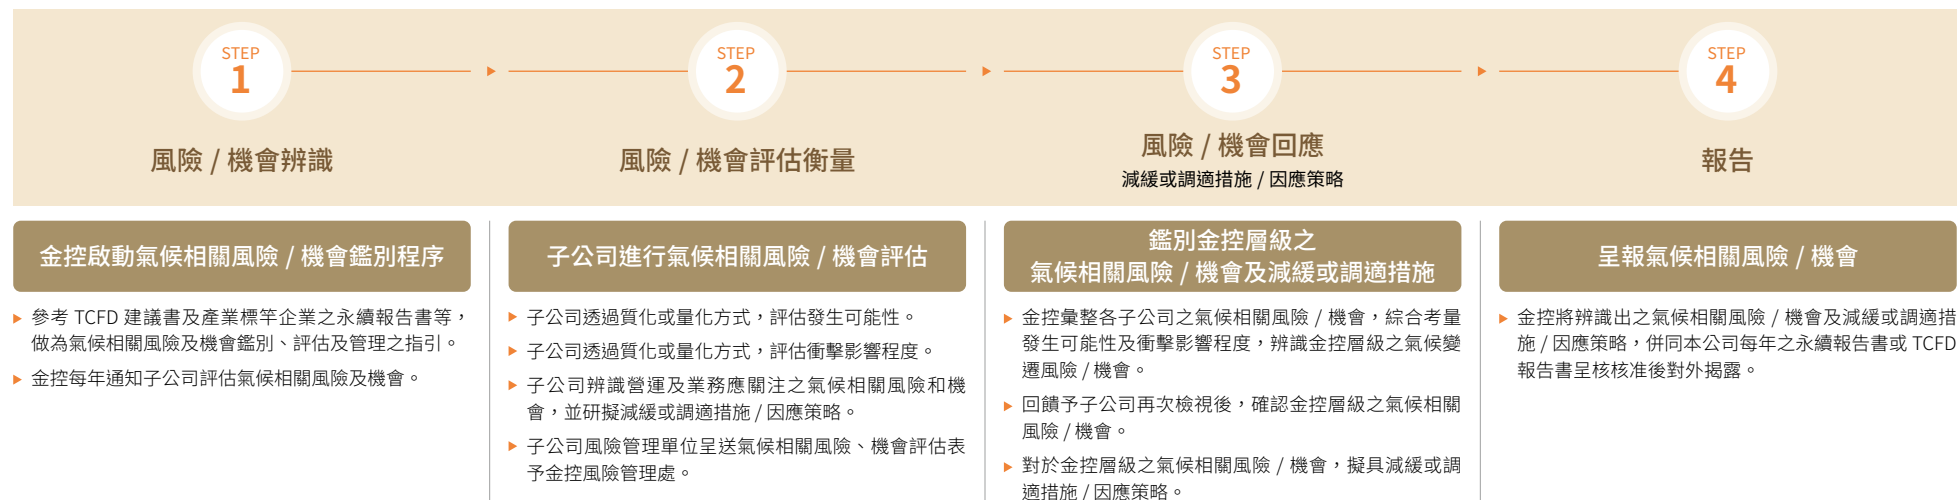 STEP
1
風險 / 機會辨識
STEP
2
風險 / 機會評估衡量
STEP
3
風險 / 機會回應
減緩或調適措施 / 因應策略
STEP
4
報告
金控啟動氣候相關風險 / 機會鑑別程序
參考 TCFD 建議書及產業標竿企業之永續報告書等，
做為氣候相關風險及機會鑑別、評估及管理之指引。
金控每年通知子公司評估氣候相關風險及機會。
子公司進行氣候相關風險 / 機會評估
子公司透過質化或量化方式，評估發生可能性。
子公司透過質化或量化方式，評估衝擊影響程度。
子公司辨識營運及業務應關注之氣候相關風險和機
會，並研擬減緩或調適措施 / 因應策略。
子公司風險管理單位呈送氣候相關風險、機會評估表
予金控風險管理處。
鑑別金控層級之
氣候相關風險 / 機會及減緩或調適措施
金控彙整各子公司之氣候相關風險 / 機會，綜合考量
發生可能性及衝擊影響程度，辨識金控層級之氣候變
遷風險 / 機會。
回饋予子公司再次檢視後，確認金控層級之氣候相關
風險 / 機會。
對於金控層級之氣候相關風險 / 機會，擬具減緩或調
適措施 / 因應策略。
呈報氣候相關風險 / 機會
金控將辨識出之氣候相關風險 / 機會及減緩或調適措
施 / 因應策略，併同本公司每年之永續報告書或 TCFD
報告書呈核核准後對外揭露。